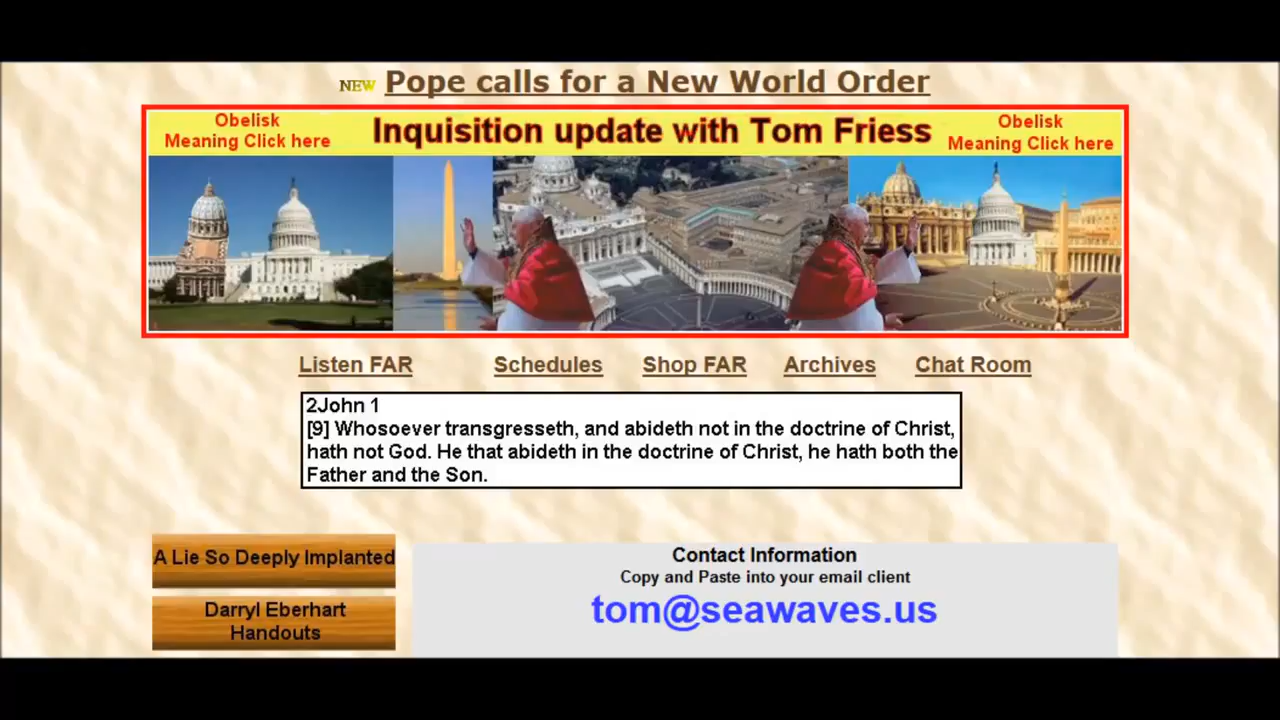 NEW Pope calls for a New World Order
Obelisk
Meaning Click here
Inquisition update with Tom Friess
Obelisk
Meaning Click here
Listen FAR Schedules Shop FAR Archives Chat Room
2John 1
[9] Whosoever transgresseth, and abideth not in the doctrine of Christ,
hath not God. He that abideth in the doctrine of Christ, he hath both the
Father and the Son.
A Lie So Deeply Implanted
Darryl Eberhart
Handouts
Contact Information
Copy and Paste into your email client
tom@seawaves.us